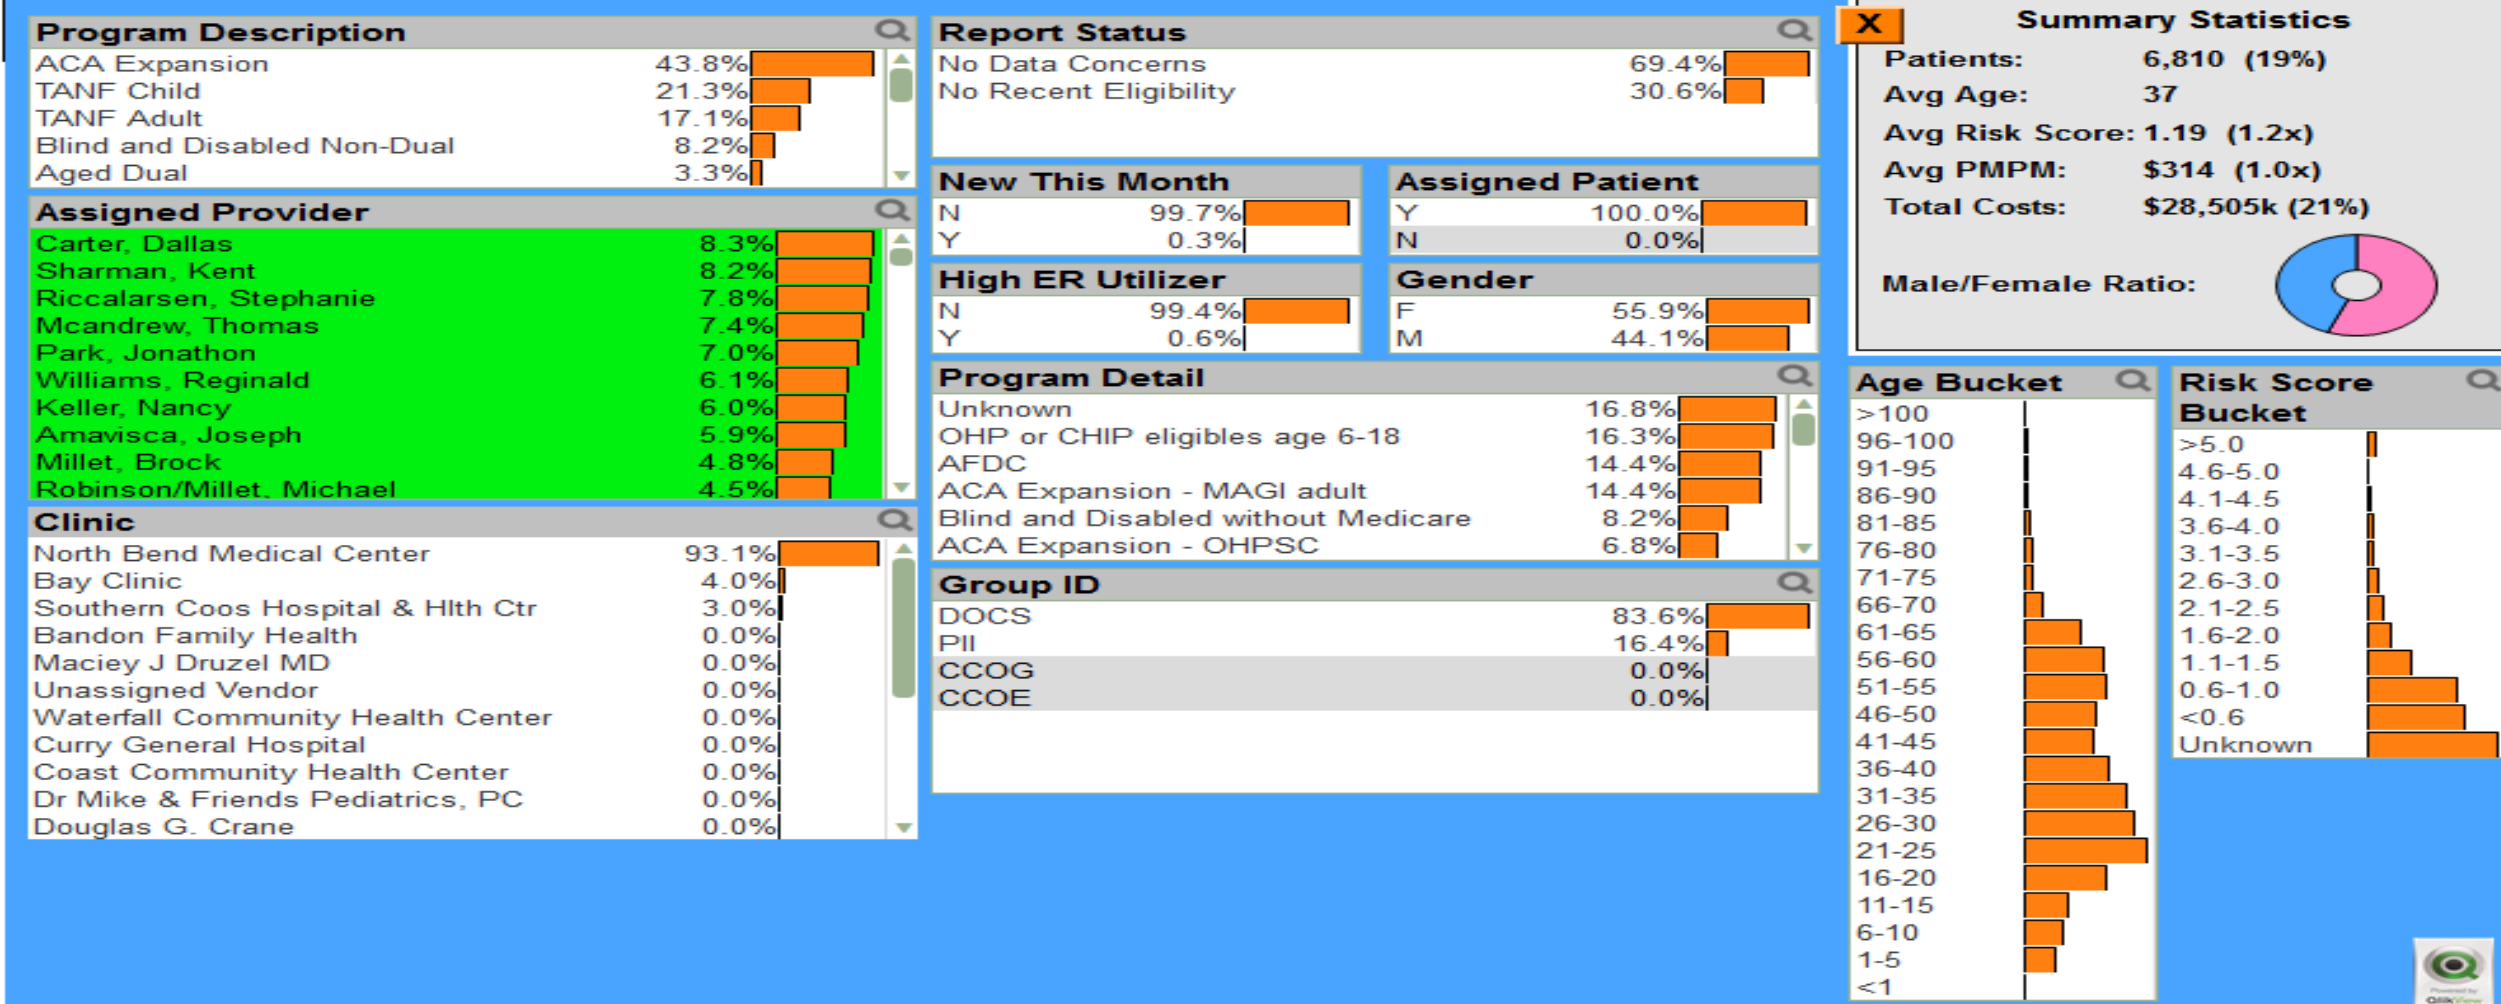 Program Description
ACA Expansion 43.8%
TANF Child 21.3%
TANF Adult 17.1%
Blind and Disabled Non-Dual 8.2%
Aged Dual 3.3%
Assigned Provider
Carter, Dallas 8.3%
Sharman, Kent 8.2%
Riccalarsen, Stephanie 7.8%
Mcandrew, Thomas 7.4%
Park, Jonathon 7.0%
Williams, Reginald 6.1%
Keller, Nancy 6.0%
Amavisca, Joseph 5.9%
Millet, Brock 4.8%
Robinson/Millet, Michael 4.5%
Clinic
North Bend Medical Center 93.1%
Bay Clinic 4.0%
Southern Coos Hospital & Hlth Ctr 3.0%
Bandon Family Health 0.0%
Maciey J Druzel MD 0.0%
Unassigned Vendor 0.0%
Waterfall Community Health Center 0.0%
Curry General Hospital 0.0%
Coast Community Health Center 0.0%
Dr Mike & Friends Pediatrics, PC 0.0%
Douglas G. Crane 0.0%
Report Status
No Data Concerns 69.4%
No Recent Eligibility 30.6%
New This Month
N 99.7%
Y 0.3%
Assigned Patient
Y 100.0%
N 0.0%
High ER Utilizer
N 99.4%
Y 0.6%
Gender
F 55.9%
M 44.1%
Program Detail
Unknown 16.8%
OHP or CHIP eligibles age 6-18 16.3%
AFDC 14.4%
ACA Expansion - MAGI adult 14.4%
Blind and Disabled without Medicare 8.2%
ACA Expansion - OHPSC 6.8%
Group ID
DOCS 83.6%
PII 16.4%
CCOG 0.0%
CCOE 0.0%
X
Summary Statistics
Patients: 6,810 (19%)
Avg Age: 37
Avg Risk Score: 1.19 (1.2x)
Avg PMPM: $314 (1.0x)
Total Costs: $28,505k (21%)
Male/Female Ratio:
Age Bucket
>100
96-100
91-95
86-90
81-85
76-80
71-75
66-70
61-65
56-60
51-55
46-50
41-45
36-40
31-35
26-30
21-25
16-20
11-15
6-10
1-5
<1
Risk Score
Bucket
>5.0
4.6-5.0
4.1-4.5
3.6-4.0
3.1-3.5
2.6-3.0
2.1-2.5
1.6-2.0
1.1-1.5
0.6-1.0
<0.6
Unknown
Powered by
QlikView